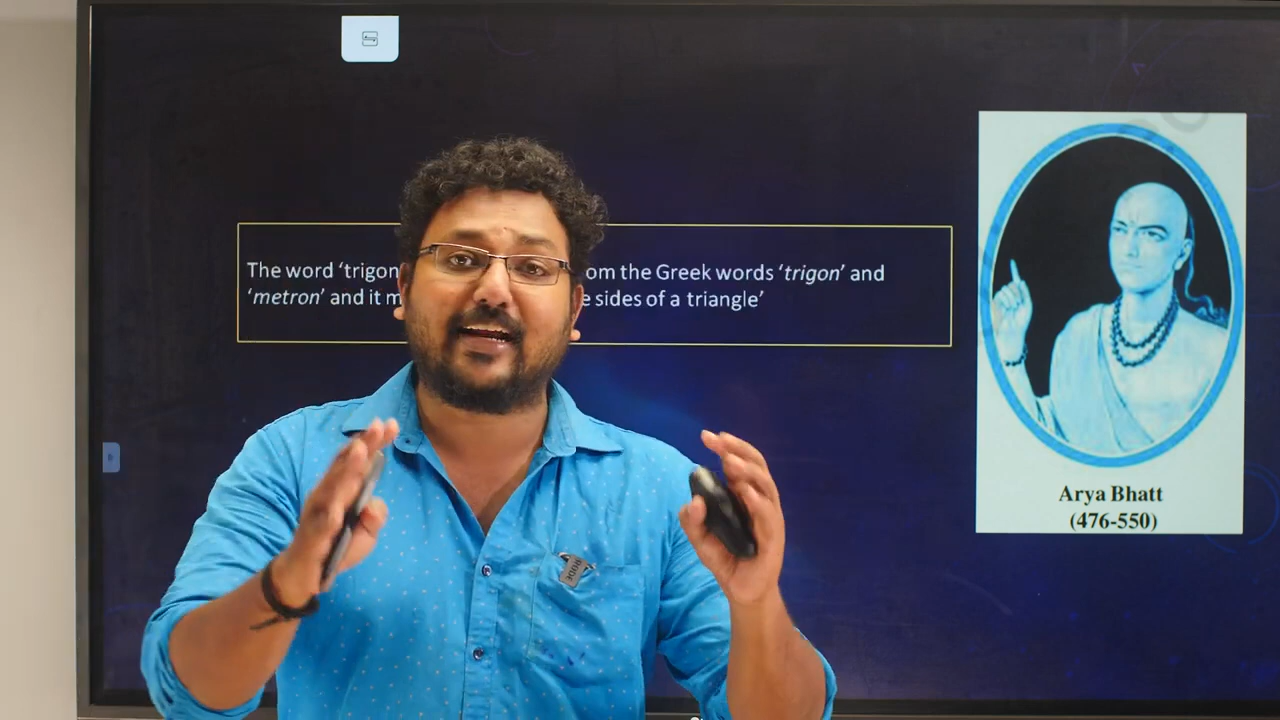 The word ‘trigon om the Greek words ‘trigon’ and
‘metron’ and it m e sides of a triangle’
Arya Bhatt
(476-550)